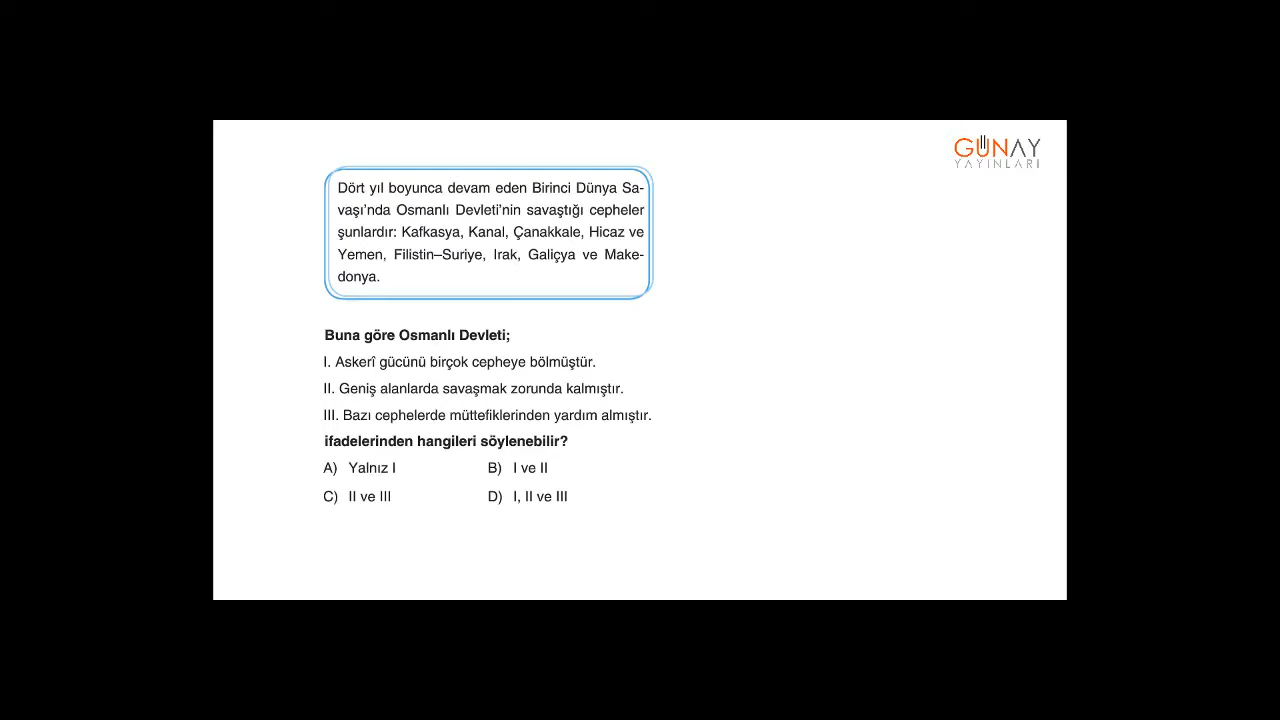 GÜNAY
YAYINLARI
Dört yıl boyunca devam eden Birinci Dünya Sa-
vaşı'nda Osmanlı Devleti'nin savaştığı cepheler
şunlardır: Kafkasya, Kanal, Çanakkale, Hicaz ve
Yemen, Filistin–Suriye, Irak, Galiçya ve Make-
donya.
Buna göre Osmanlı Devleti;
I. Askerî gücünü birçok cepheye bölmüştür.
II. Geniş alanlarda savaşmak zorunda kalmıştır.
III. Bazı cephelerde müttefiklerinden yardım almıştır.
ifadelerinden hangileri söylenebilir?
A) Yalnız I B) I ve II
C) II ve III D) I, II ve III